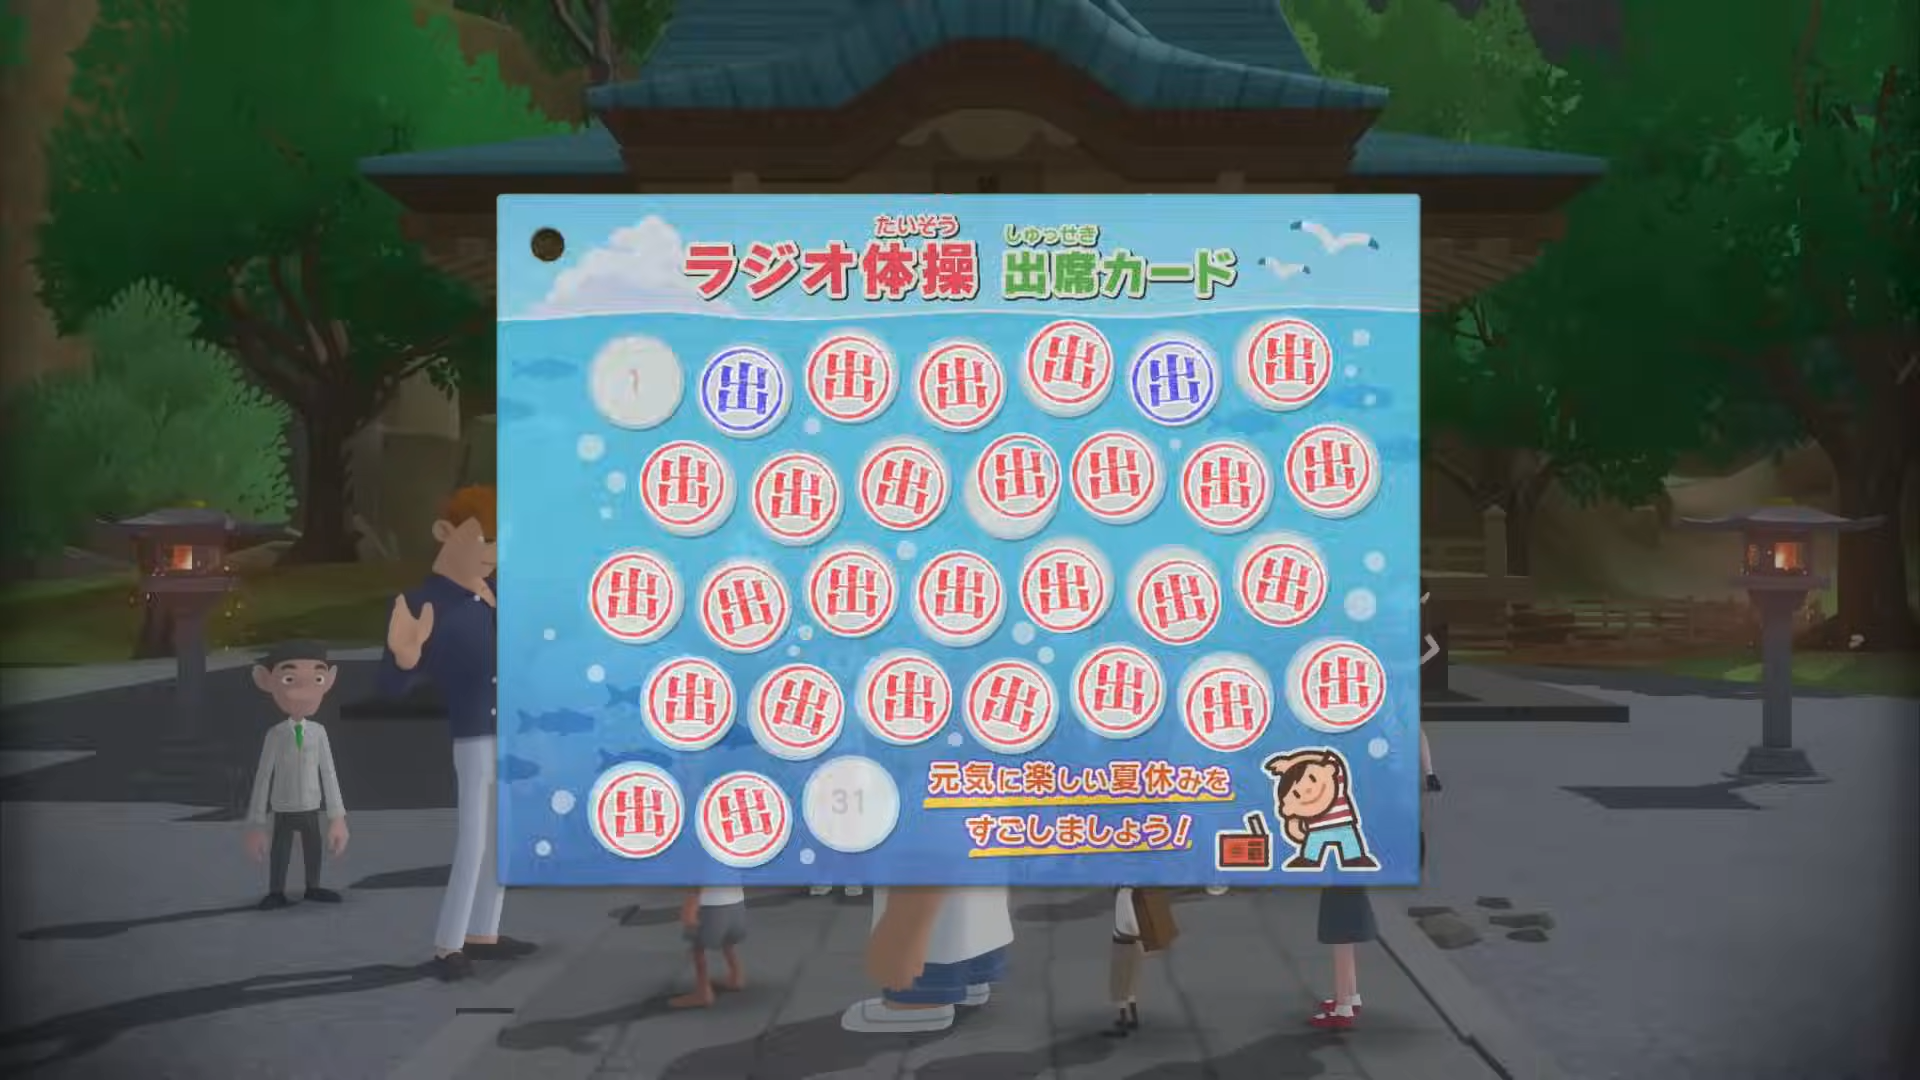 たいそう しゅっせき
ラジオ体操 出席カード
1 出 出 出 出 出 出
出 出 出 出 出 出 出
出 出 出 出 出 出 出
出 出 出 出 出 出 出
出 出 31
元気に楽しい夏休みを
すごしましょう!